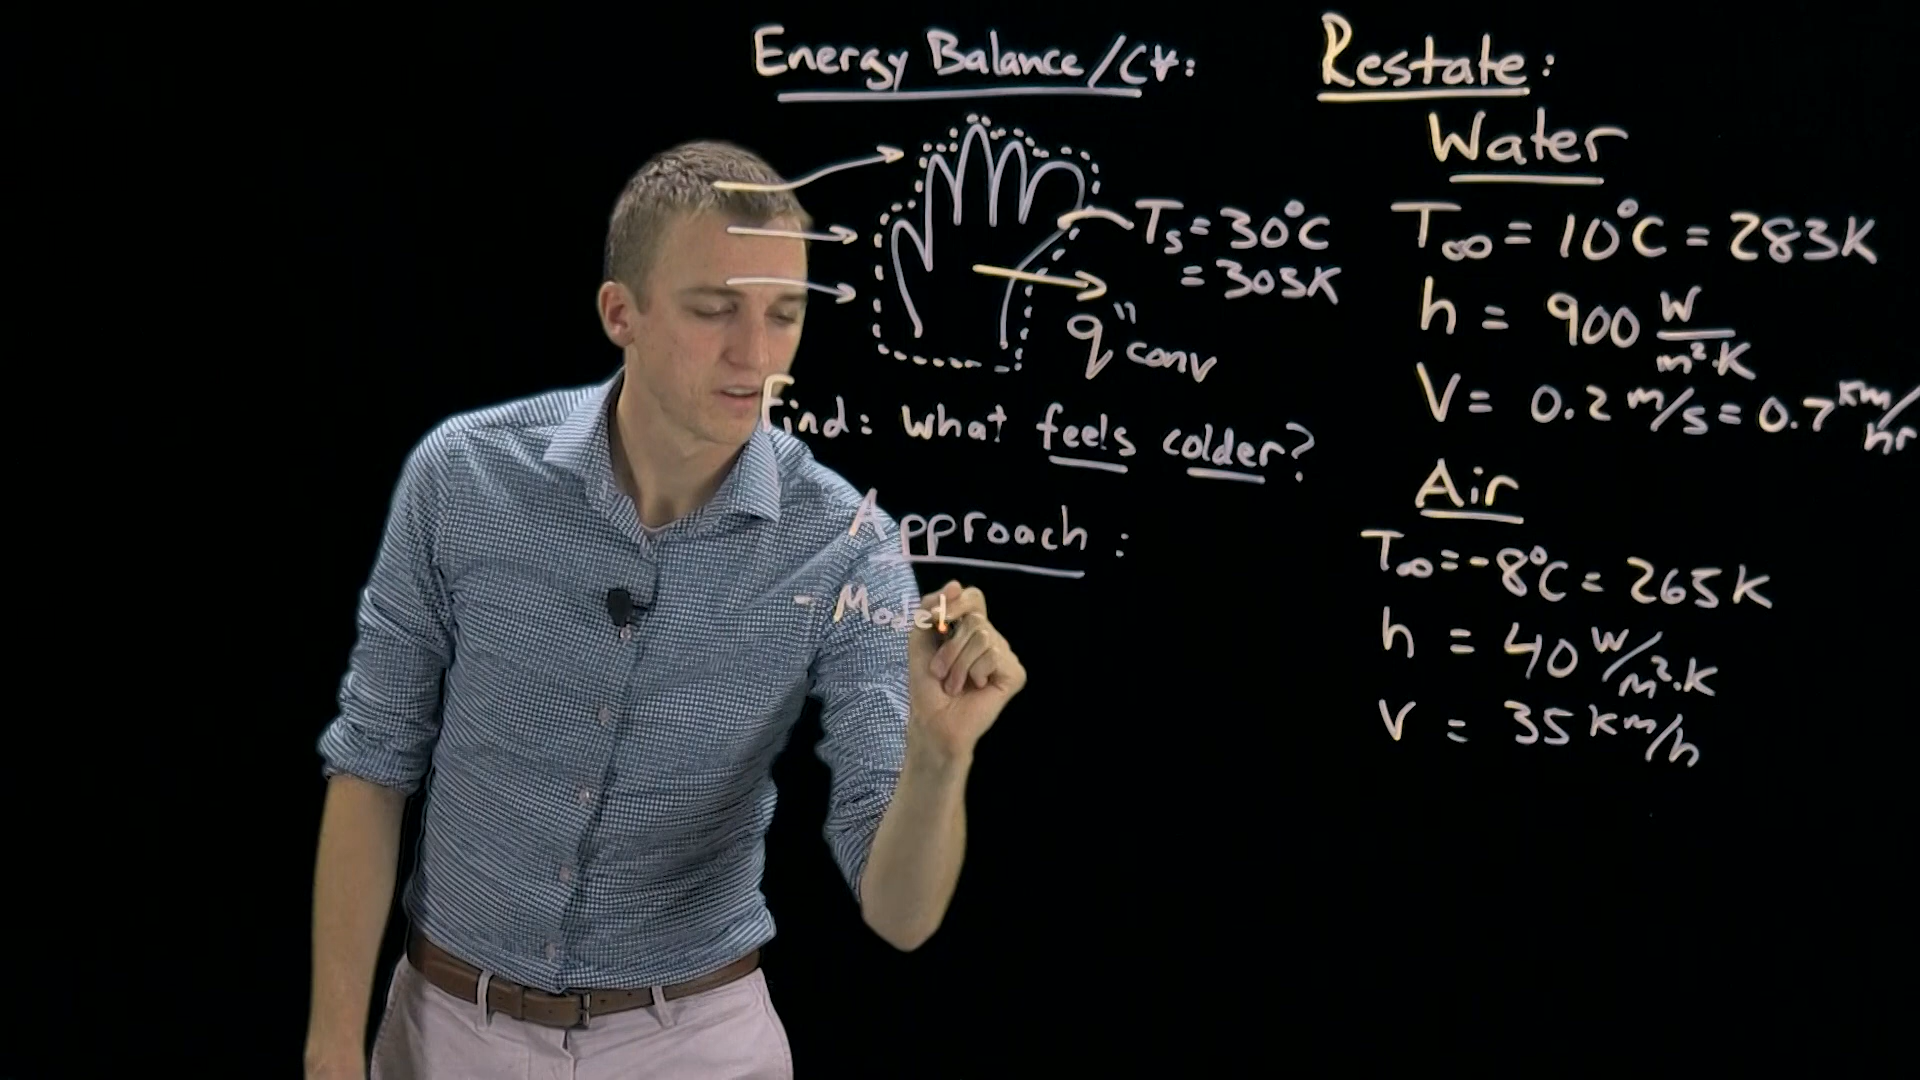 Energy Balance/C∀:
Ts = 30°C
= 303K
q"conv
Find: What feels colder?
Approach:
- Model
Restate:
Water
T∞ = 10°C = 283K
h = 900 W/m²·K
V = 0.2 m/s = 0.7 km/hr
Air
T∞ = -8°C = 265K
h = 40 W/m²·K
V = 35 km/h